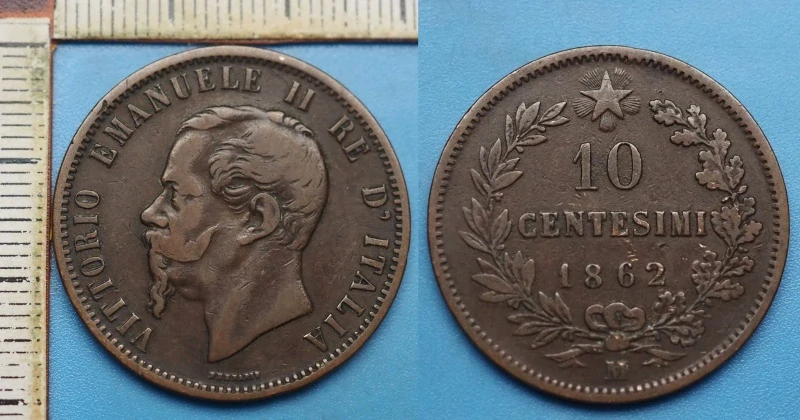 VITTORIO EMANUELE II RE D'ITALIA
10
CENTESIMI
1862
M